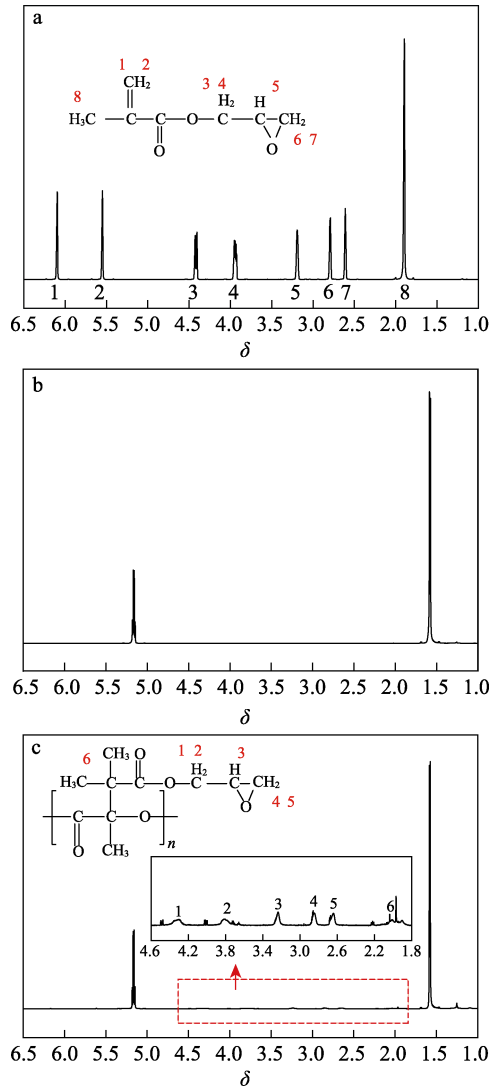 a
1 2
CH₂
3 4 5
8 H₂ H
H₃C C C O C C CH₂
O O 6 7
1 2 3 4 5 6 7 8
6.5 6.0 5.5 5.0 4.5 4.0 3.5 3.0 2.5 2.0 1.5 1.0
δ
b
6.5 6.0 5.5 5.0 4.5 4.0 3.5 3.0 2.5 2.0 1.5 1.0
δ
c
6 CH₃ O 1 2 3
H₂ H
H₃C C C O C C CH₂
O 4 5
C C O n
O CH₃
1 2 3 4 5 6
4.6 4.2 3.8 3.4 3.0 2.6 2.2 1.8
6.5 6.0 5.5 5.0 4.5 4.0 3.5 3.0 2.5 2.0 1.5 1.0
δ